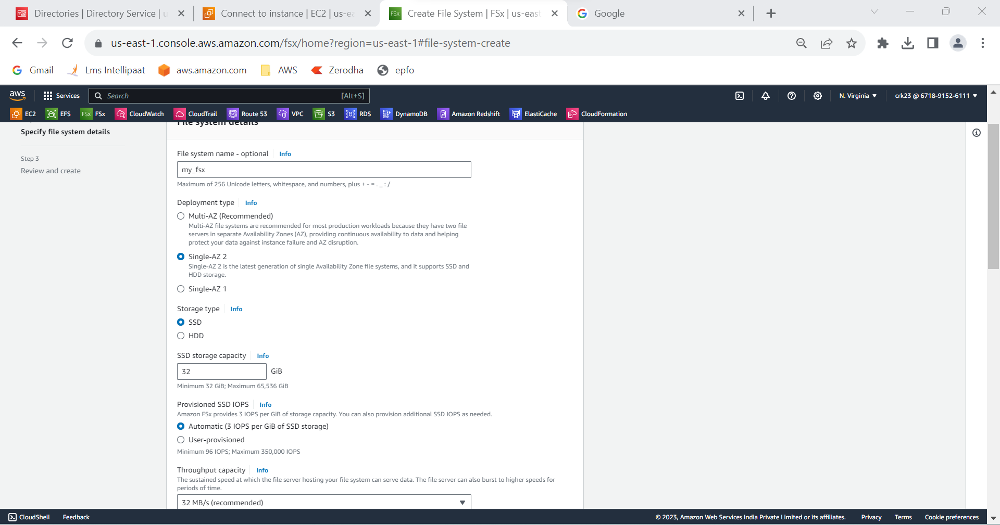 Directories | Directory Service | u
Connect to instance | EC2 | us-ea
FSx
Create File System | FSx | us-east
Google
us-east-1.console.aws.amazon.com/fsx/home?region=us-east-1#file-system-create
Gmail
Lms Intellipaat
aws.amazon.com
AWS
Zerodha
epfo
aws
Services
Search
[Alt+S]
N. Virginia
crk23 @ 6718-9152-6111
EC2
EFS
FSx
FSx
CloudWatch
CloudTrail
Route 53
VPC
S3
RDS
DynamoDB
Amazon Redshift
ElastiCache
CloudFormation
Specify file system details
Step 3
Review and create
File system details
File system name - optional
Info
my_fsx
Maximum of 256 Unicode letters, whitespace, and numbers, plus + - = . _ : /
Deployment type
Info
Multi-AZ (Recommended)
Multi-AZ file systems are recommended for most production workloads because they have two file
servers in separate Availability Zones (AZ), providing continuous availability to data and helping
protect your data against instance failure and AZ disruption.
Single-AZ 2
Single-AZ 2 is the latest generation of single Availability Zone file systems, and it supports SSD and
HDD storage.
Single-AZ 1
Storage type
Info
SSD
HDD
SSD storage capacity
Info
32
GiB
Minimum 32 GiB; Maximum 65,536 GiB
Provisioned SSD IOPS
Info
Amazon FSx provides 3 IOPS per GiB of storage capacity. You can also provision additional SSD IOPS as needed.
Automatic (3 IOPS per GiB of SSD storage)
User-provisioned
Minimum 96 IOPS; Maximum 350,000 IOPS
Throughput capacity
Info
The sustained speed at which the file server hosting your file system can serve data. The file server can also burst to higher speeds for
periods of time.
32 MB/s (recommended)
CloudShell
Feedback
© 2023, Amazon Web Services India Private Limited or its affiliates.
Privacy
Terms
Cookie preferences